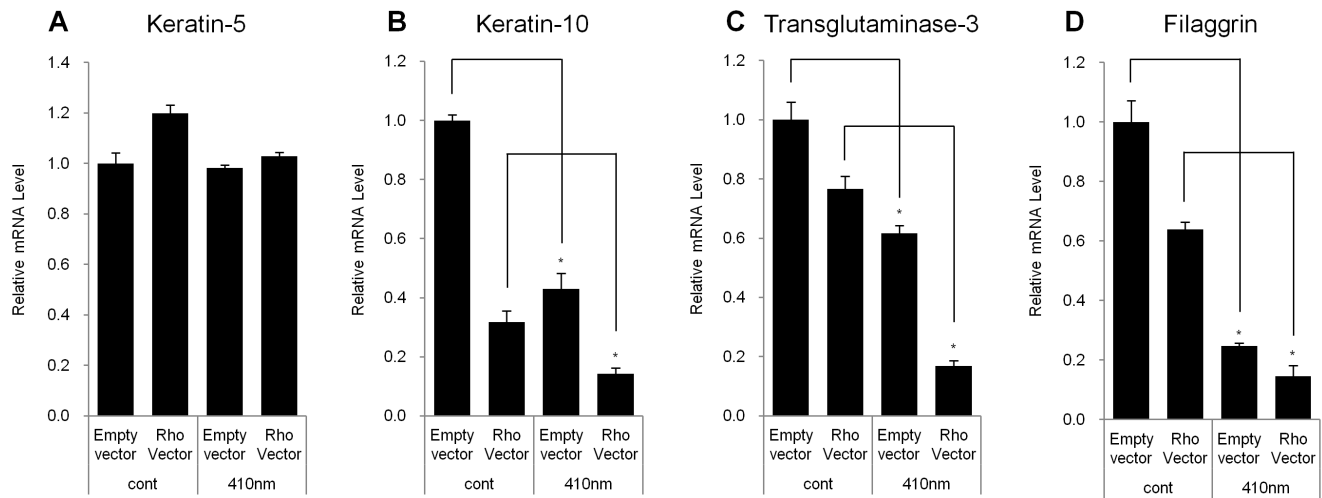 A Keratin-5
Relative mRNA Level
1.4
1.2
1.0
0.8
0.6
0.4
0.2
0.0
Empty vector
Rho Vector
Empty vector
Rho Vector
cont
410nm
B Keratin-10
Relative mRNA Level
1.2
1.0
0.8
0.6
0.4
0.2
0.0
*
*
Empty vector
Rho Vector
Empty vector
Rho Vector
cont
410nm
C Transglutaminase-3
Relative mRNA Level
1.2
1.0
0.8
0.6
0.4
0.2
0.0
*
*
Empty vector
Rho Vector
Empty vector
Rho Vector
cont
410nm
D Filaggrin
Relative mRNA Level
1.2
1.0
0.8
0.6
0.4
0.2
0.0
*
*
Empty vector
Rho Vector
Empty vector
Rho Vector
cont
410nm